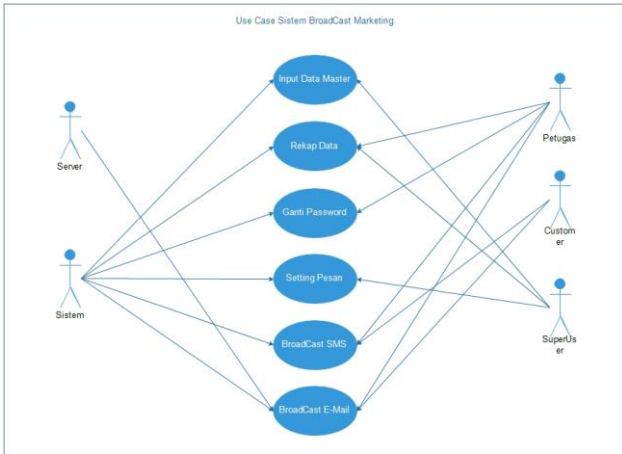 Use Case Sistem BroadCast Marketing
Input Data Master
Rekap Data
Ganti Password
Setting Pesan
BroadCast SMS
BroadCast E-Mail
Server
Sistem
Petugas
Custom
er
SuperUs
er